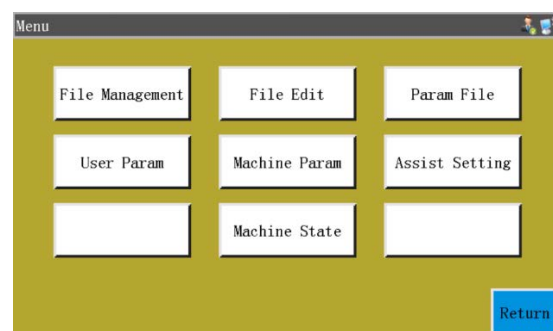 Menu
File Management
File Edit
Param File
User Param
Machine Param
Assist Setting
Machine State
Return